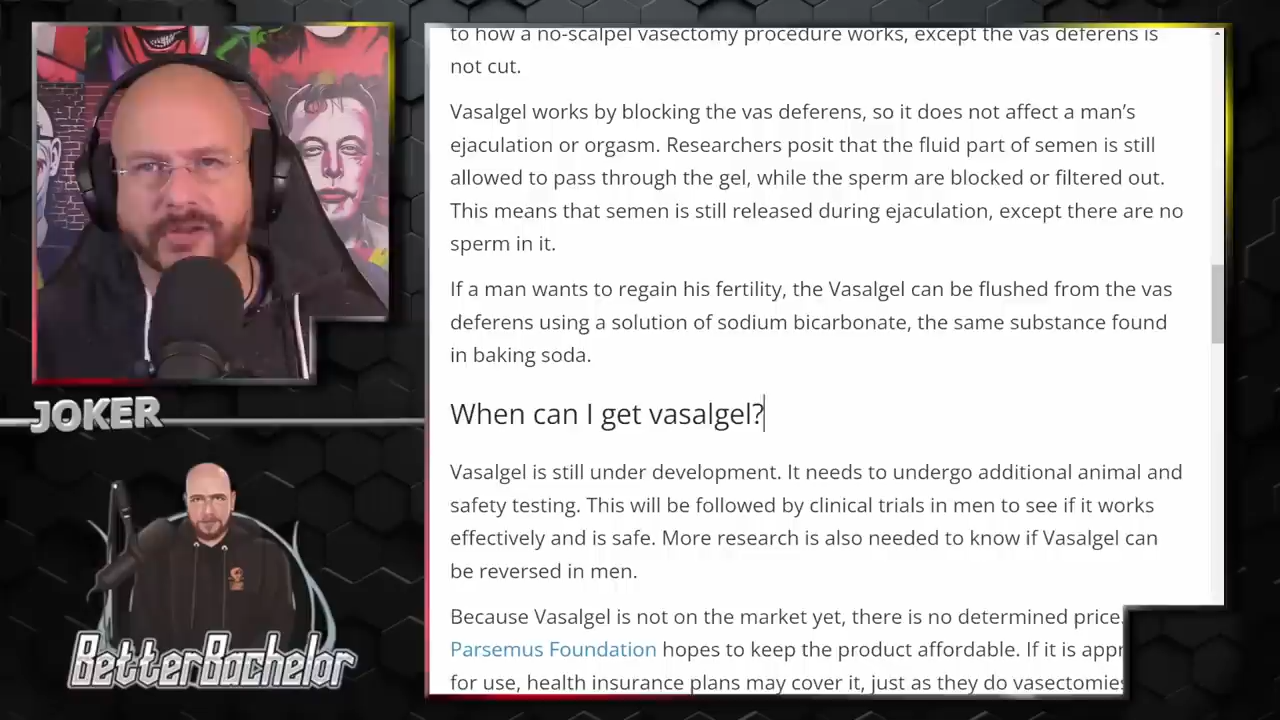 to how a no-scalpel vasectomy procedure works, except the vas deferens is
not cut.
Vasalgel works by blocking the vas deferens, so it does not affect a man’s
ejaculation or orgasm. Researchers posit that the fluid part of semen is still
allowed to pass through the gel, while the sperm are blocked or filtered out.
This means that semen is still released during ejaculation, except there are no
sperm in it.
If a man wants to regain his fertility, the Vasalgel can be flushed from the vas
deferens using a solution of sodium bicarbonate, the same substance found
in baking soda.
When can I get vasalgel?
Vasalgel is still under development. It needs to undergo additional animal and
safety testing. This will be followed by clinical trials in men to see if it works
effectively and is safe. More research is also needed to know if Vasalgel can
be reversed in men.
Because Vasalgel is not on the market yet, there is no determined price.
Parsemus Foundation hopes to keep the product affordable. If it is appr
for use, health insurance plans may cover it, just as they do vasectomies
JOKER
BetterBachelor